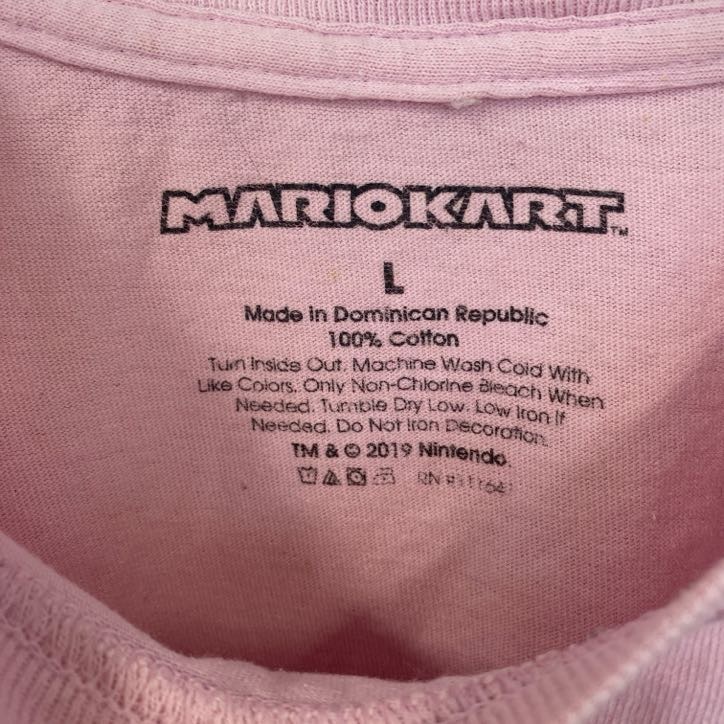 MARIOKART™
L
Made in Dominican Republic
100% Cotton
Turn Inside Out. Machine Wash Cold With
Like Colors. Only Non-Chlorine Bleach When
Needed. Tumble Dry Low. Low Iron If
Needed. Do Not Iron Decoration.
TM & © 2019 Nintendo.
RN